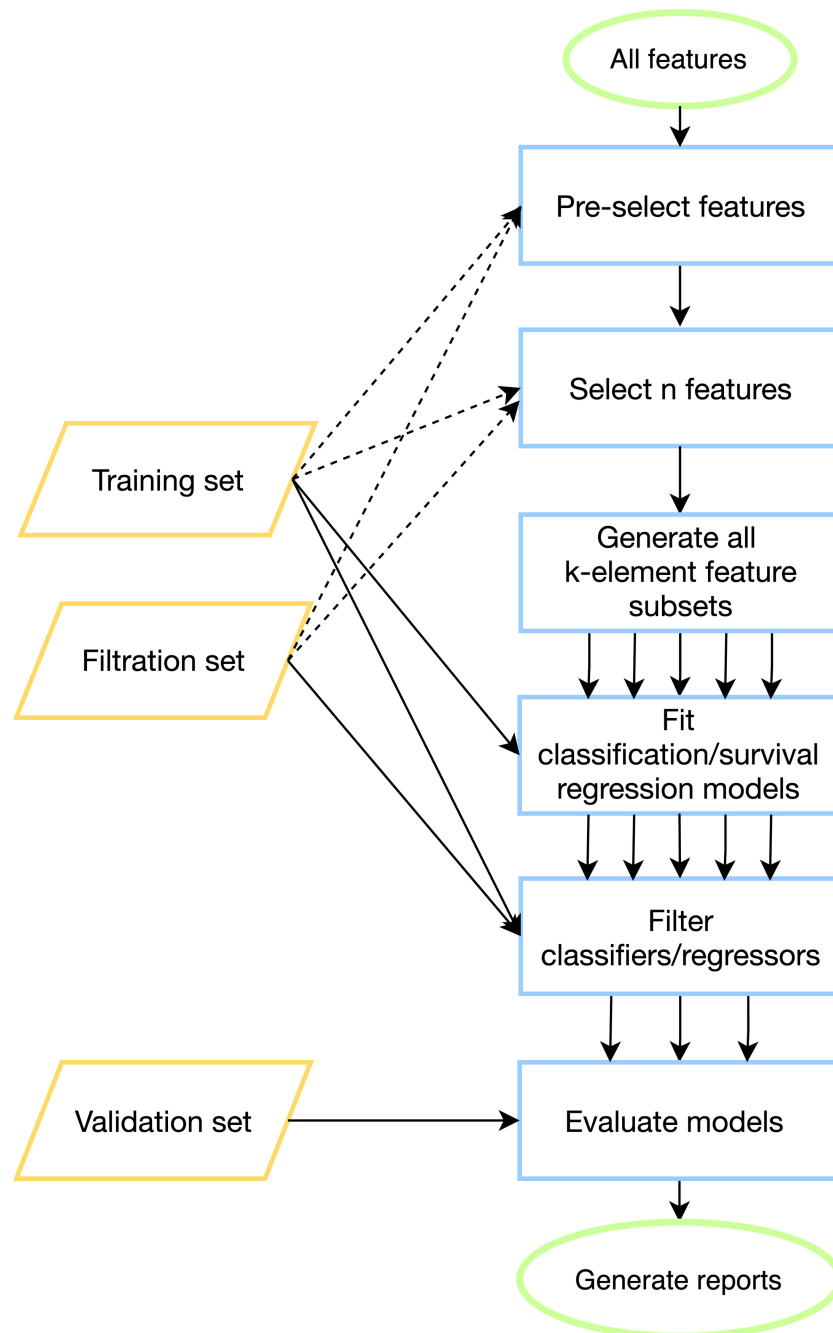 All features
Pre-select features
Select n features
Training set
Generate all
k-element feature
subsets
Filtration set
Fit
classification/survival
regression models
Filter
classifiers/regressors
Validation set
Evaluate models
Generate reports